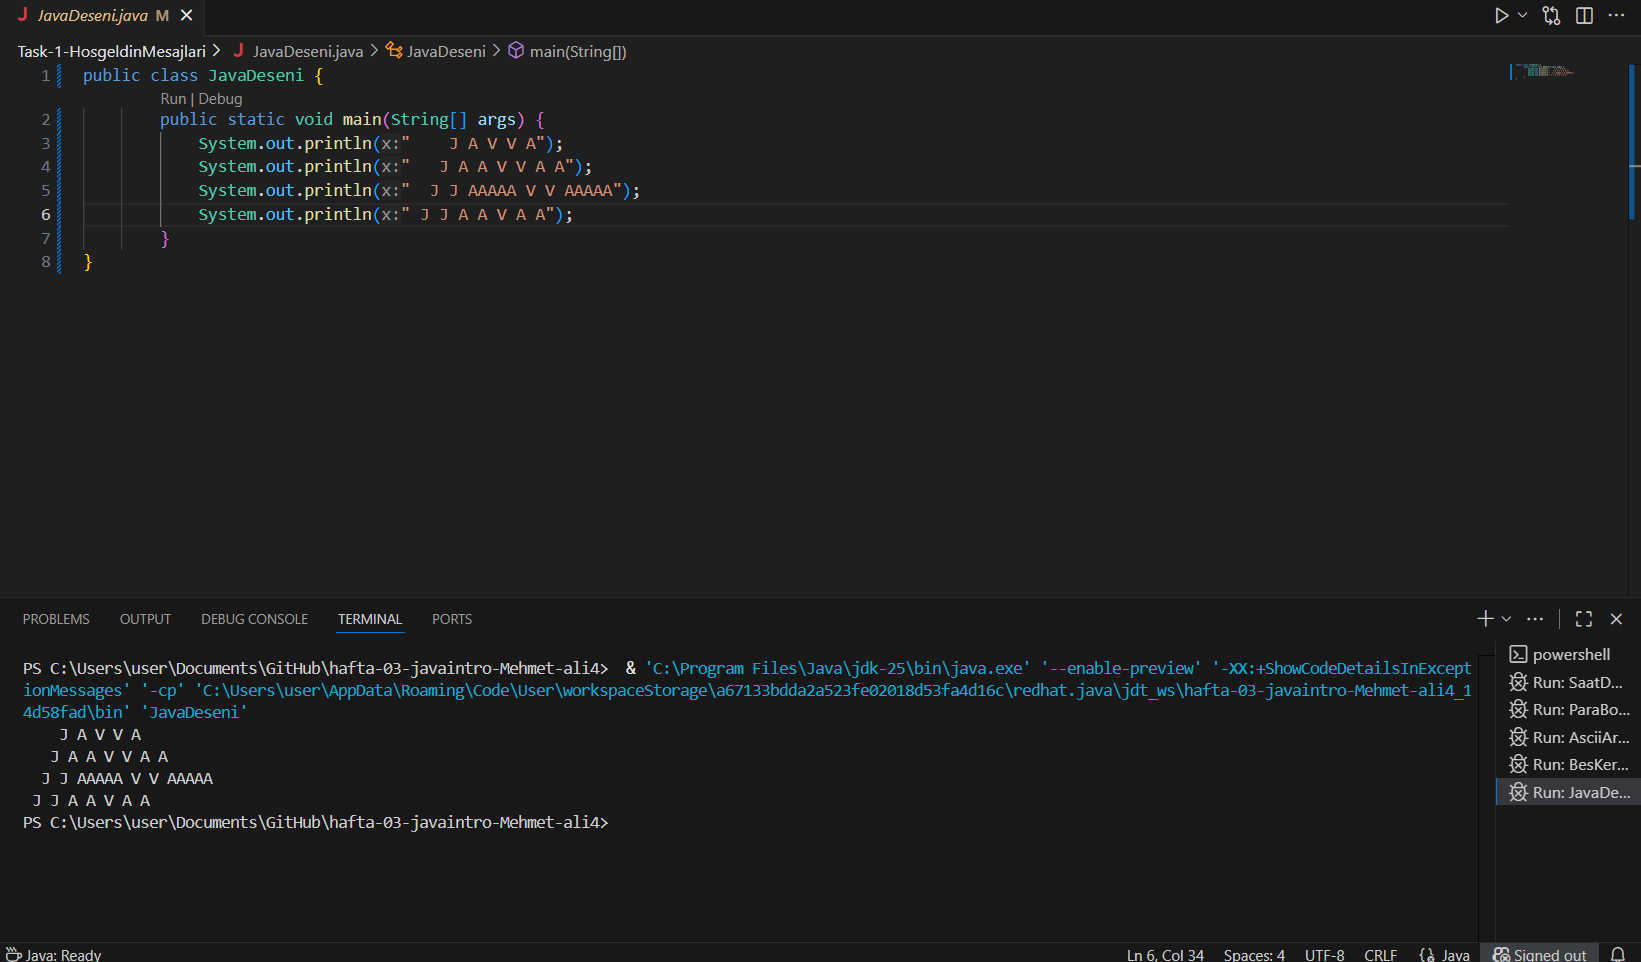 JavaDeseni.java M
Task-1-HosgeldinMesajlari > JavaDeseni.java > JavaDeseni > main(String[])
1 public class JavaDeseni {
Run | Debug
2 public static void main(String[] args) {
3 System.out.println(x:"    J A V V A");
4 System.out.println(x:"   J A A V V A A");
5 System.out.println(x:"  J J AAAAA V V AAAAA");
6 System.out.println(x:" J J A A V A A");
7 }
8 }
PROBLEMS OUTPUT DEBUG CONSOLE TERMINAL PORTS
PS C:\Users\user\Documents\GitHub\hafta-03-javaintro-Mehmet-ali4>  & 'C:\Program Files\Java\jdk-25\bin\java.exe' '--enable-preview' '-XX:+ShowCodeDetailsInExcept
ionMessages' '-cp' 'C:\Users\user\AppData\Roaming\Code\User\workspaceStorage\a67133bdda2a523fe02018d53fa4d16c\redhat.java\jdt_ws\hafta-03-javaintro-Mehmet-ali4_1
4d58fad\bin' 'JavaDeseni'
    J A V V A
   J A A V V A A
  J J AAAAA V V AAAAA
 J J A A V A A
PS C:\Users\user\Documents\GitHub\hafta-03-javaintro-Mehmet-ali4>
powershell
Run: SaatD...
Run: ParaBo...
Run: AsciiAr...
Run: BesKer...
Run: JavaDe...
Java: Ready Ln 6, Col 34 Spaces: 4 UTF-8 CRLF {} Java Signed out